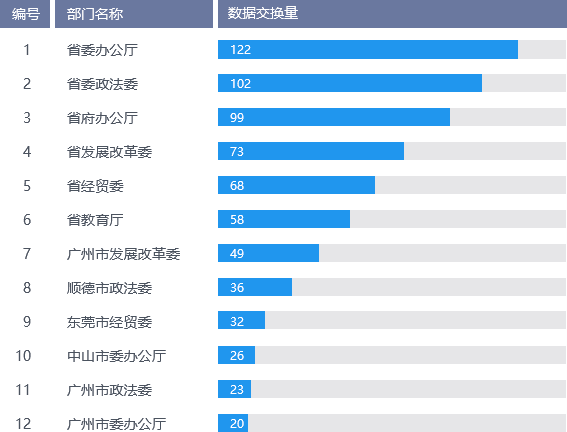 编号 部门名称 数据交换量
1 省委办公厅 122
2 省委政法委 102
3 省府办公厅 99
4 省发展改革委 73
5 省经贸委 68
6 省教育厅 58
7 广州市发展改革委 49
8 顺德市政法委 36
9 东莞市经贸委 32
10 中山市委办公厅 26
11 广州市政法委 23
12 广州市委办公厅 20